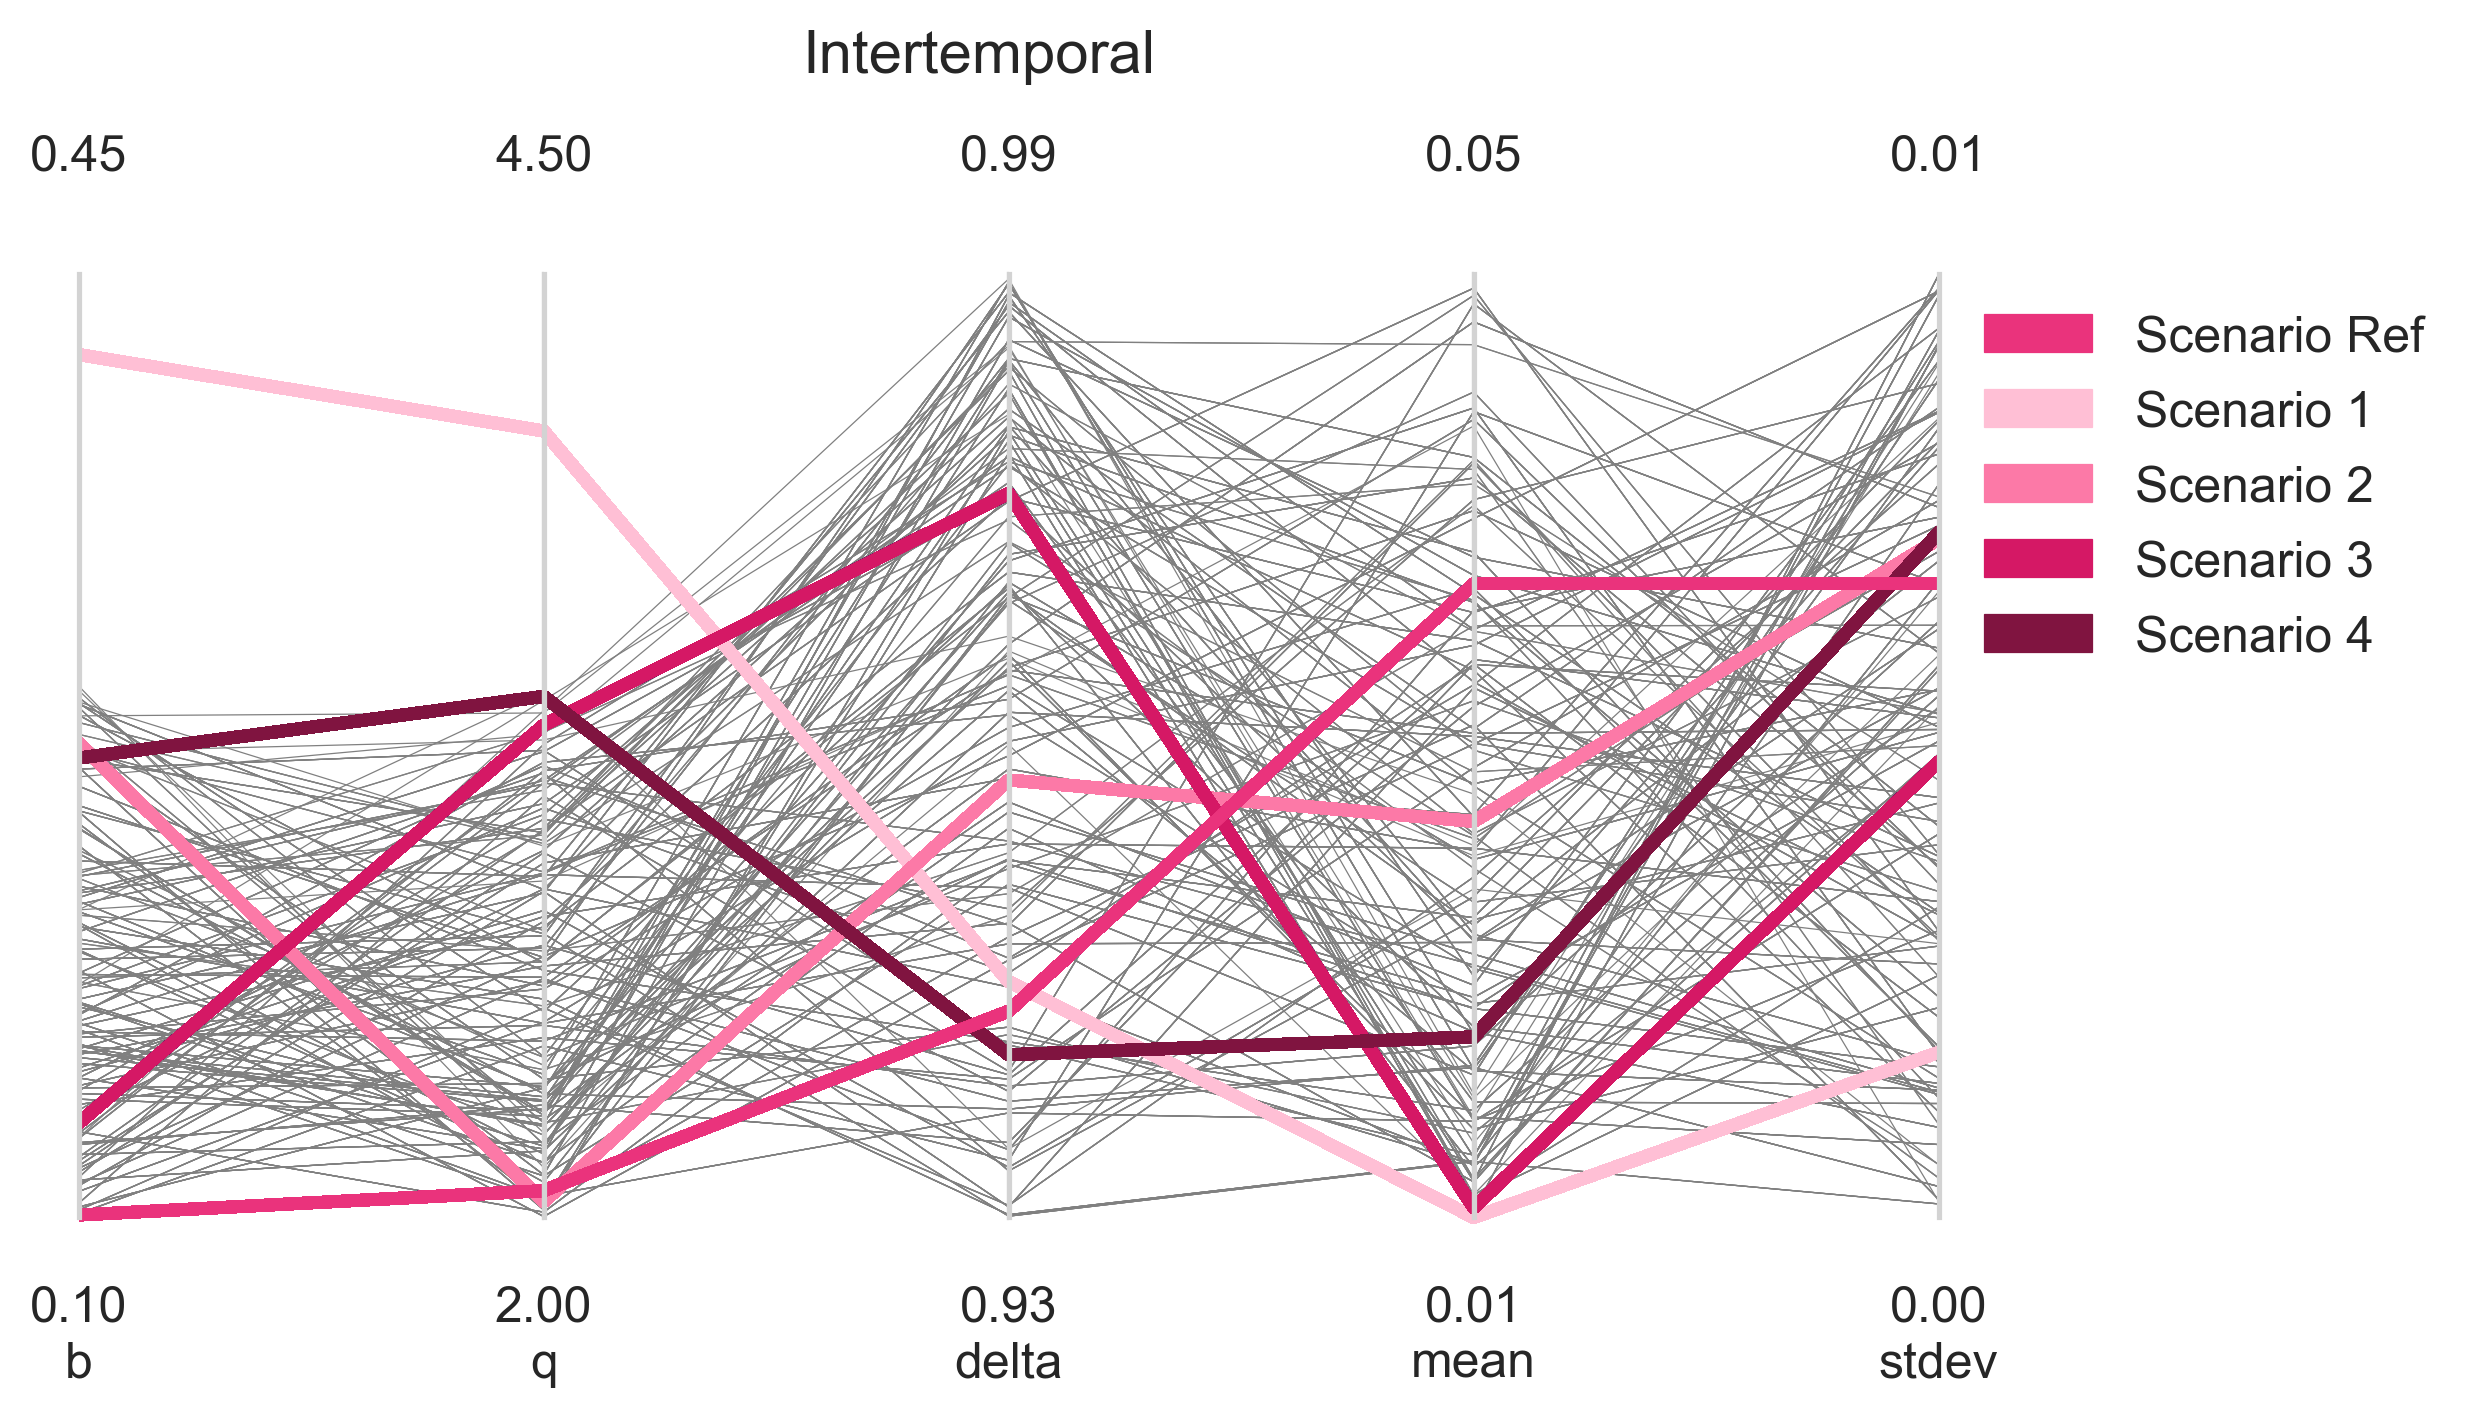 Intertemporal
0.45 4.50 0.99 0.05 0.01
Scenario Ref
Scenario 1
Scenario 2
Scenario 3
Scenario 4
0.10 2.00 0.93 0.01 0.00
b q delta mean stdev